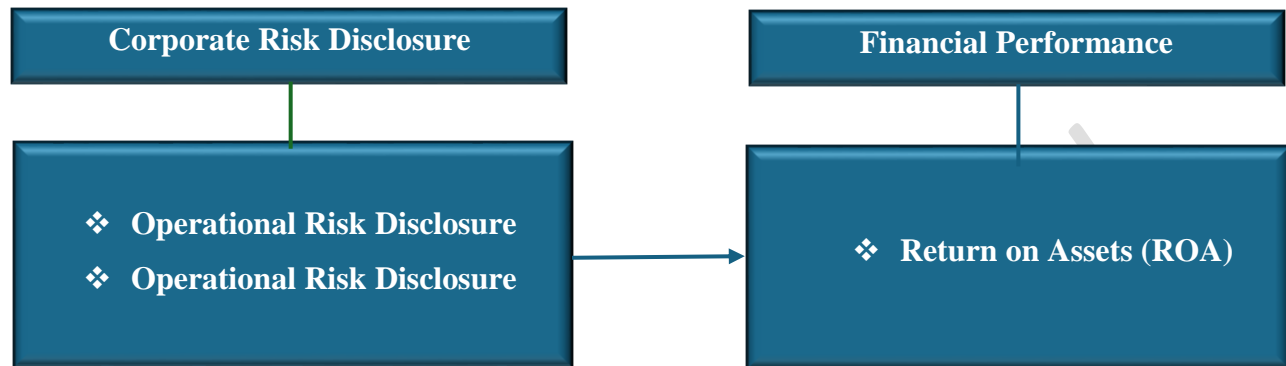 Corporate Risk Disclosure
Financial Performance
❖ Operational Risk Disclosure
❖ Operational Risk Disclosure
❖ Return on Assets (ROA)